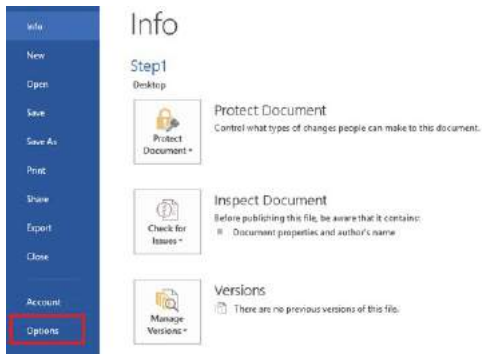 Info
New
Open
Save
Save As
Print
Share
Export
Close
Account
Options
Info
Step1
Desktop
Protect Document
Control what types of changes people can make to this document.
Protect
Document
Inspect Document
Before publishing this file, be aware that it contains:
Document properties and author's name
Check for
Issues
Versions
There are no previous versions of this file.
Manage
Versions